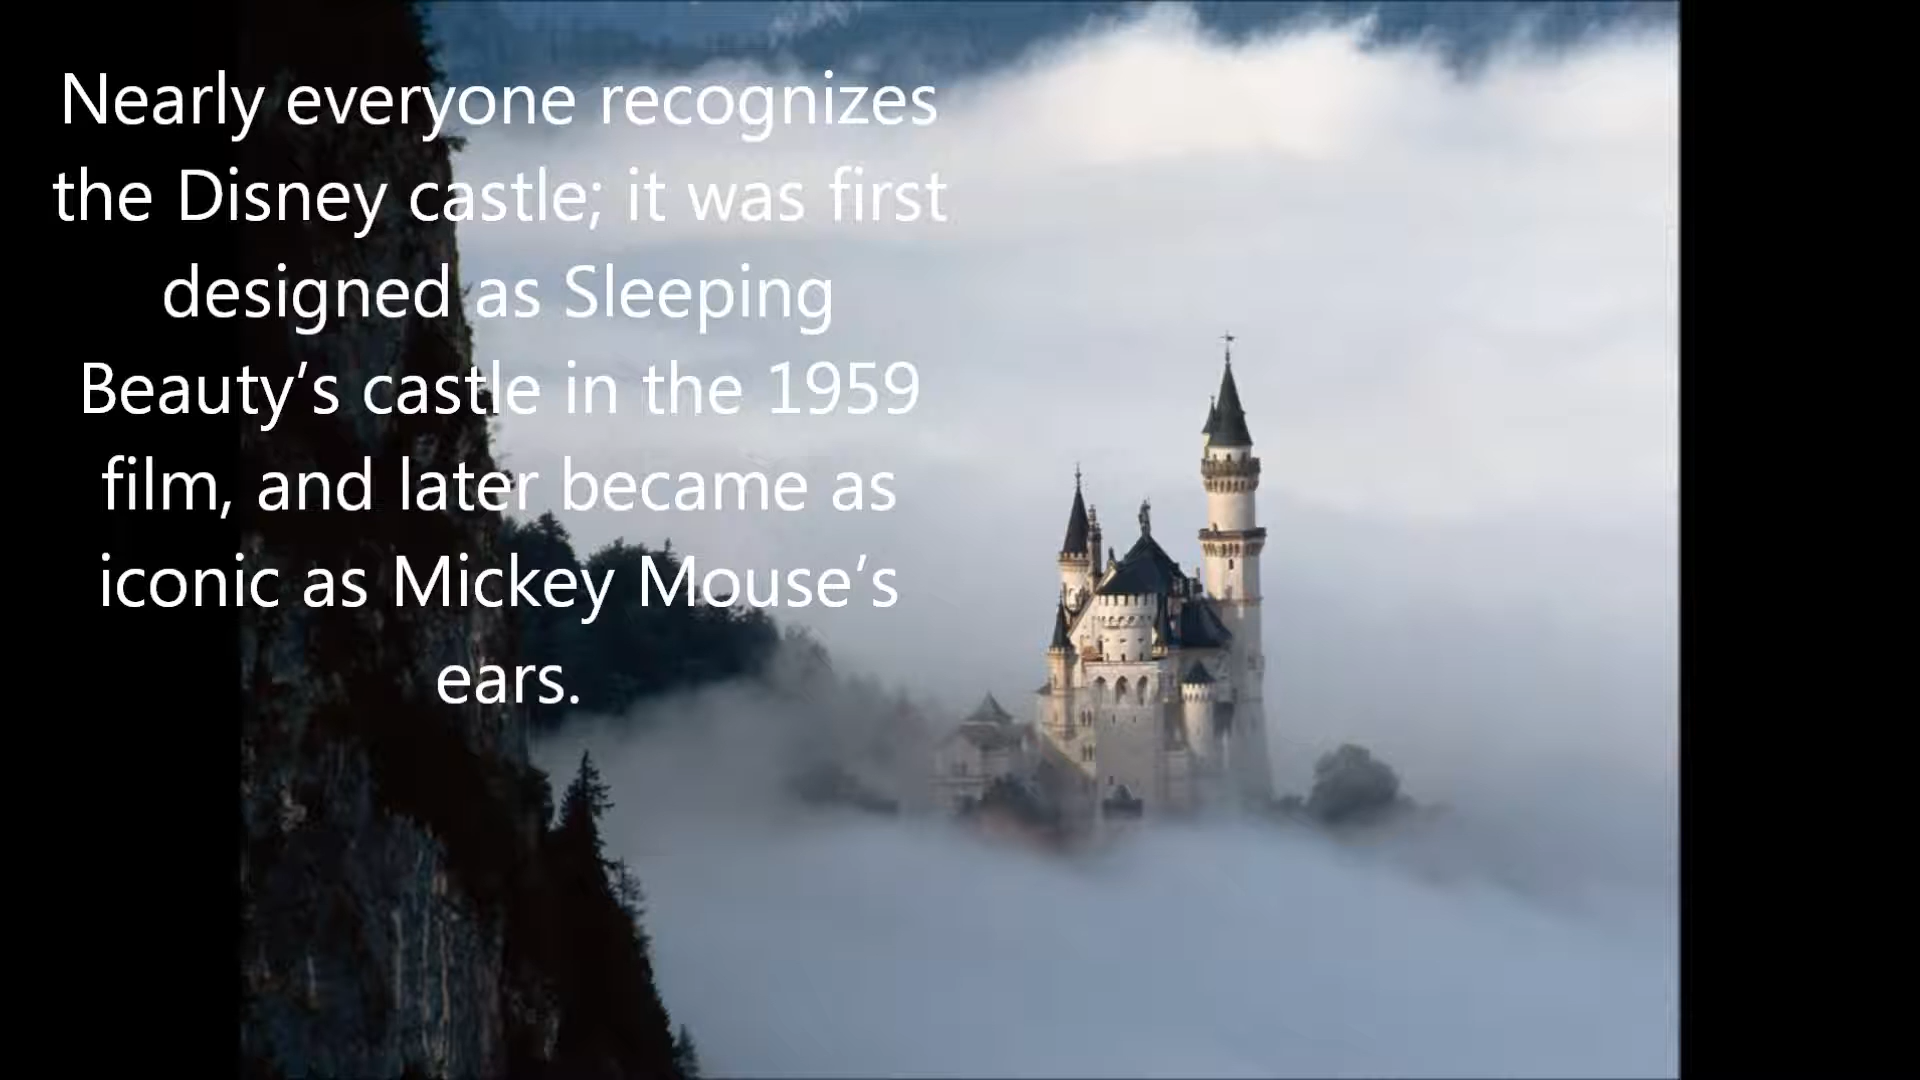 Nearly everyone recognizes
the Disney castle; it was first
designed as Sleeping
Beauty’s castle in the 1959
film, and later became as
iconic as Mickey Mouse’s
ears.